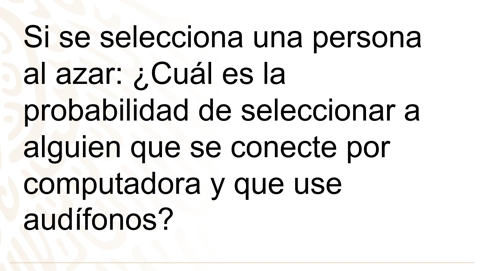 Si se selecciona una persona
al azar: ¿Cuál es la
probabilidad de seleccionar a
alguien que se conecte por
computadora y que use
audífonos?